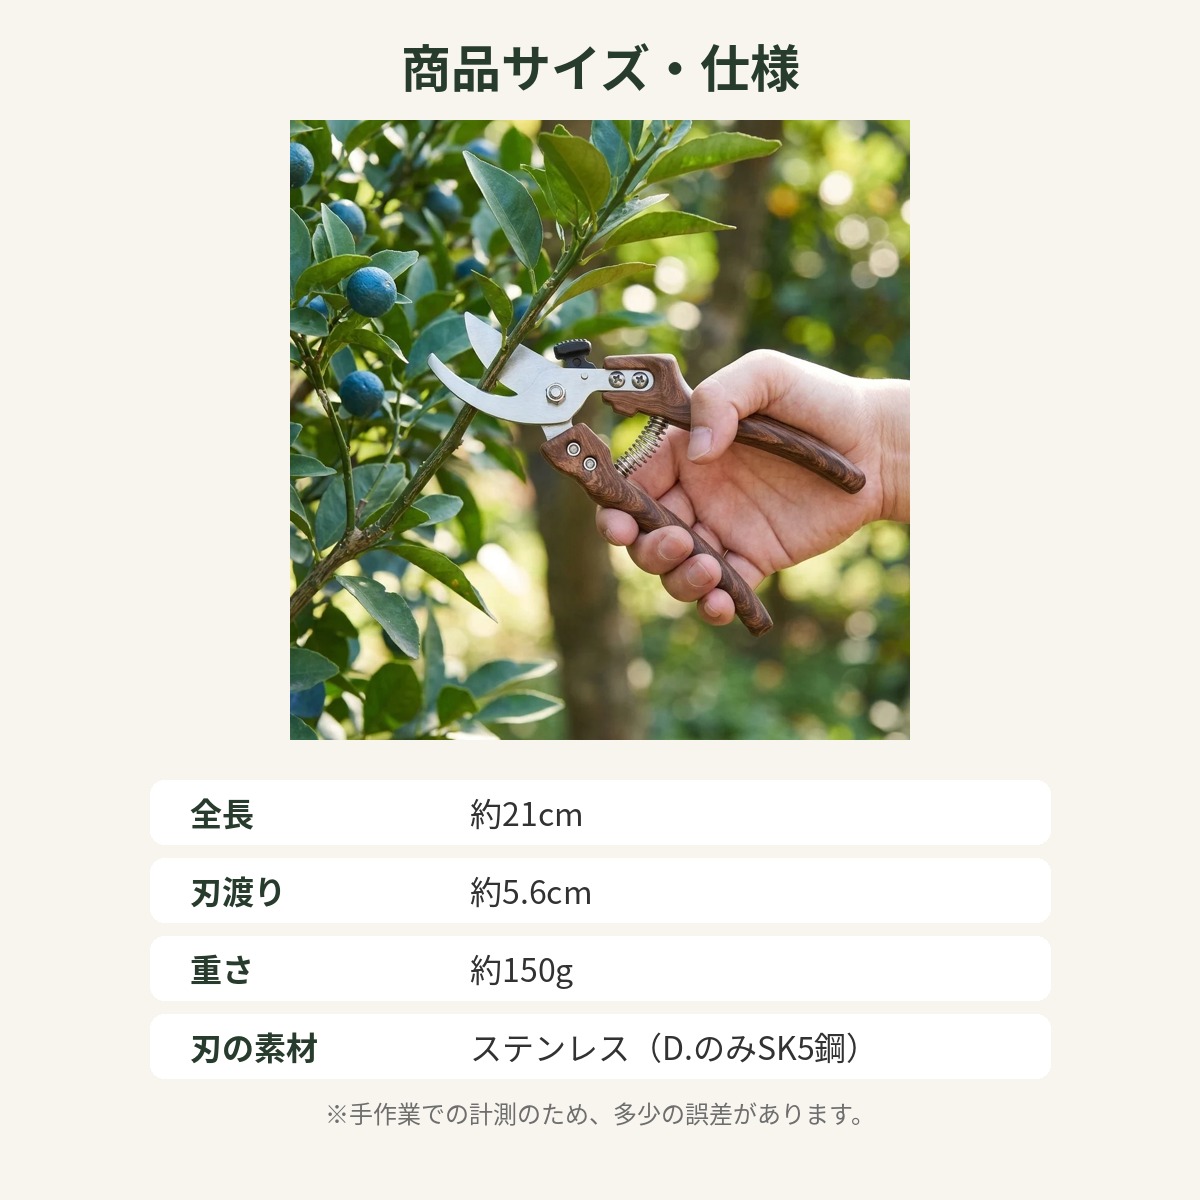 商品サイズ・仕様
全長 約21cm
刃渡り 約5.6cm
重さ 約150g
刃の素材 ステンレス（D.のみSK5鋼）
※手作業での計測のため、多少の誤差があります。